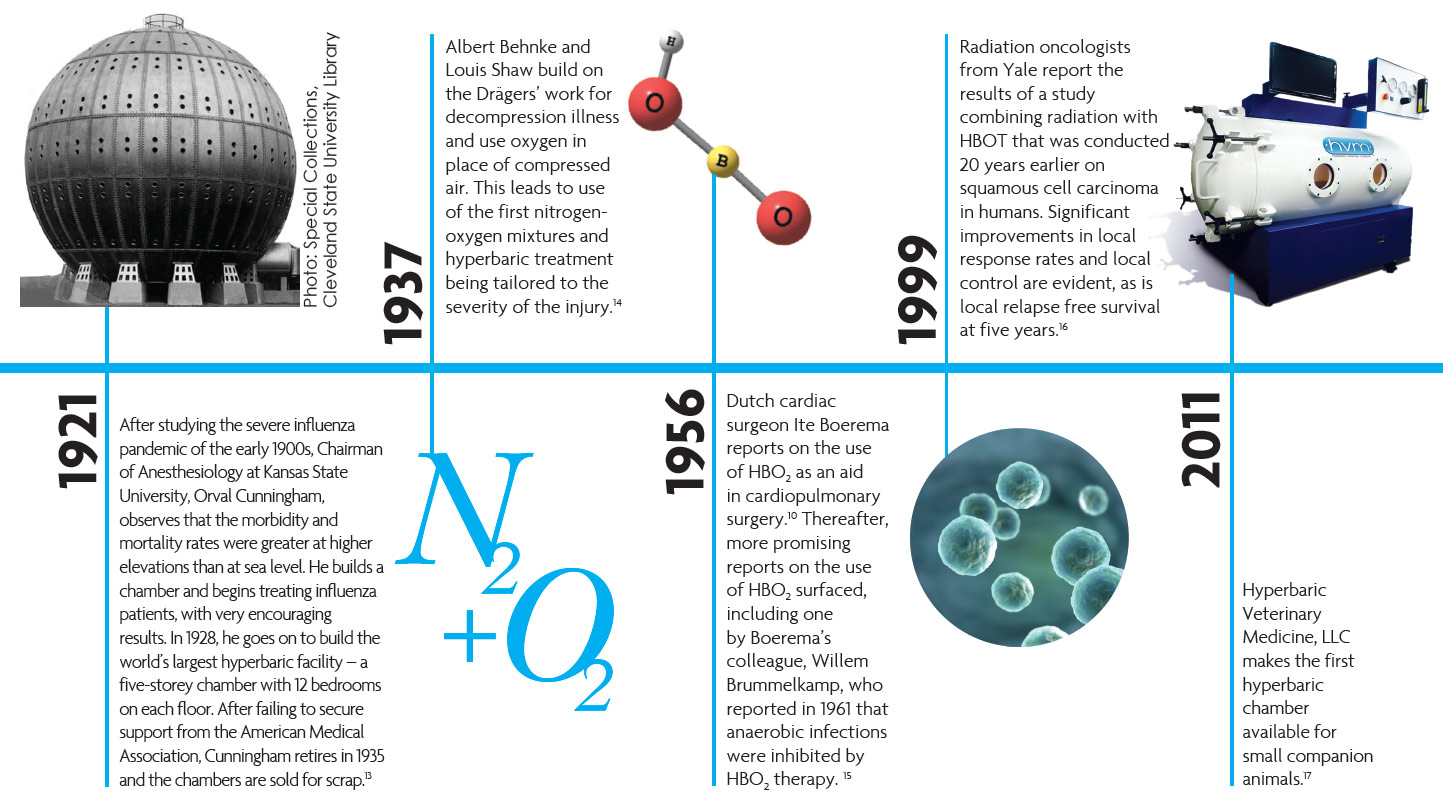 Photo: Special Collections,
Cleveland State University Library
1921
After studying the severe influenza
pandemic of the early 1900s, Chairman
of Anesthesiology at Kansas State
University, Orval Cunningham,
observes that the morbidity and
mortality rates were greater at higher
elevations than at sea level. He builds a
chamber and begins treating influenza
patients, with very encouraging
results. In 1928, he goes on to build the
world's largest hyperbaric facility – a
five-storey chamber with 12 bedrooms
on each floor. After failing to secure
support from the American Medical
Association, Cunningham retires in 1935
and the chambers are sold for scrap.¹³
1937
Albert Behnke and
Louis Shaw build on
the Drägers' work for
decompression illness
and use oxygen in
place of compressed
air. This leads to use
of the first nitrogen-
oxygen mixtures and
hyperbaric treatment
being tailored to the
severity of the injury.¹⁴
N₂
+O₂
H
O
B
O
1956
Dutch cardiac
surgeon Ite Boerema
reports on the use
of HBO₂ as an aid
in cardiopulmonary
surgery.¹⁰ Thereafter,
more promising
reports on the use
of HBO₂ surfaced,
including one
by Boerema's
colleague, Willem
Brummelkamp, who
reported in 1961 that
anaerobic infections
were inhibited by
HBO₂ therapy. ¹⁵
1999
Radiation oncologists
from Yale report the
results of a study
combining radiation with
HBOT that was conducted
20 years earlier on
squamous cell carcinoma
in humans. Significant
improvements in local
response rates and local
control are evident, as is
local relapse free survival
at five years.¹⁶
hvm
2011
Hyperbaric
Veterinary
Medicine, LLC
makes the first
hyperbaric
chamber
available for
small companion
animals.¹⁷